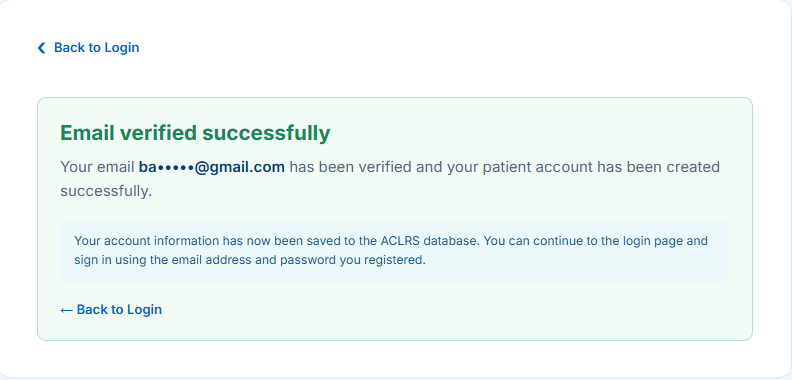 Back to Login
Email verified successfully
Your email ba•••••@gmail.com has been verified and your patient account has been created
successfully.
Your account information has now been saved to the ACLRS database. You can continue to the login page and
sign in using the email address and password you registered.
← Back to Login